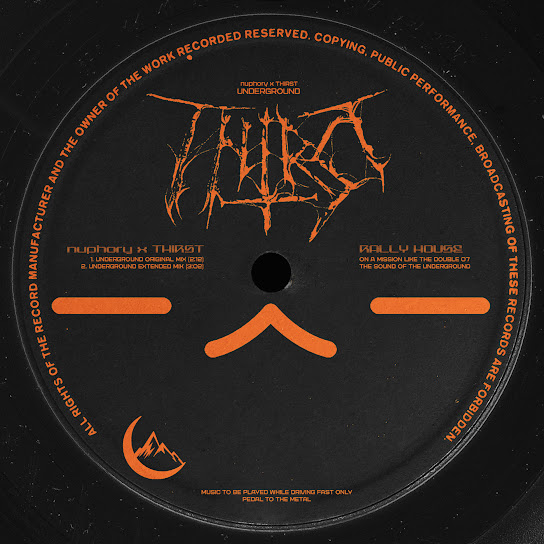 ALL RIGHTS OF THE RECORD MANUFACTURER AND THE OWNER OF THE WORK RECORDED RESERVED. COPYING, PUBLIC PERFORMANCE, BROADCASTING OF THESE RECORDS ARE FORBIDDEN.
nuphory x THIRST
UNDERGROUND
THIRST
nuphory x THIRST
1. UNDERGROUND ORIGINAL MIX (2:12)
2. UNDERGROUND EXTENDED MIX (3:02)
RALLY HOUSE
ON A MISSION LIKE THE DOUBLE 07
THE SOUND OF THE UNDERGROUND
MUSIC TO BE PLAYED WHILE DRIVING FAST ONLY
PEDAL TO THE METAL